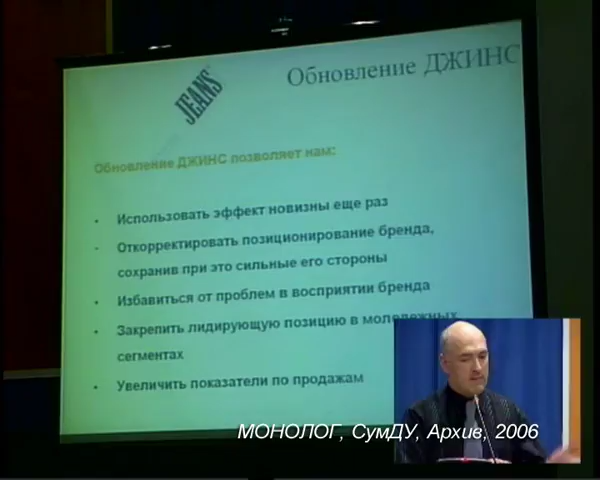 Обновление ДЖИНС
JEANS
Обновление ДЖИНС позволяет нам:
Использовать эффект новизны еще раз
Откорректировать позиционирование бренда,
сохранив при это сильные его стороны
Избавиться от проблем в восприятии бренда
Закрепить лидирующую позицию в молодежных
сегментах
Увеличить показатели по продажам
МОНОЛОГ, СумДУ, Архив, 2006